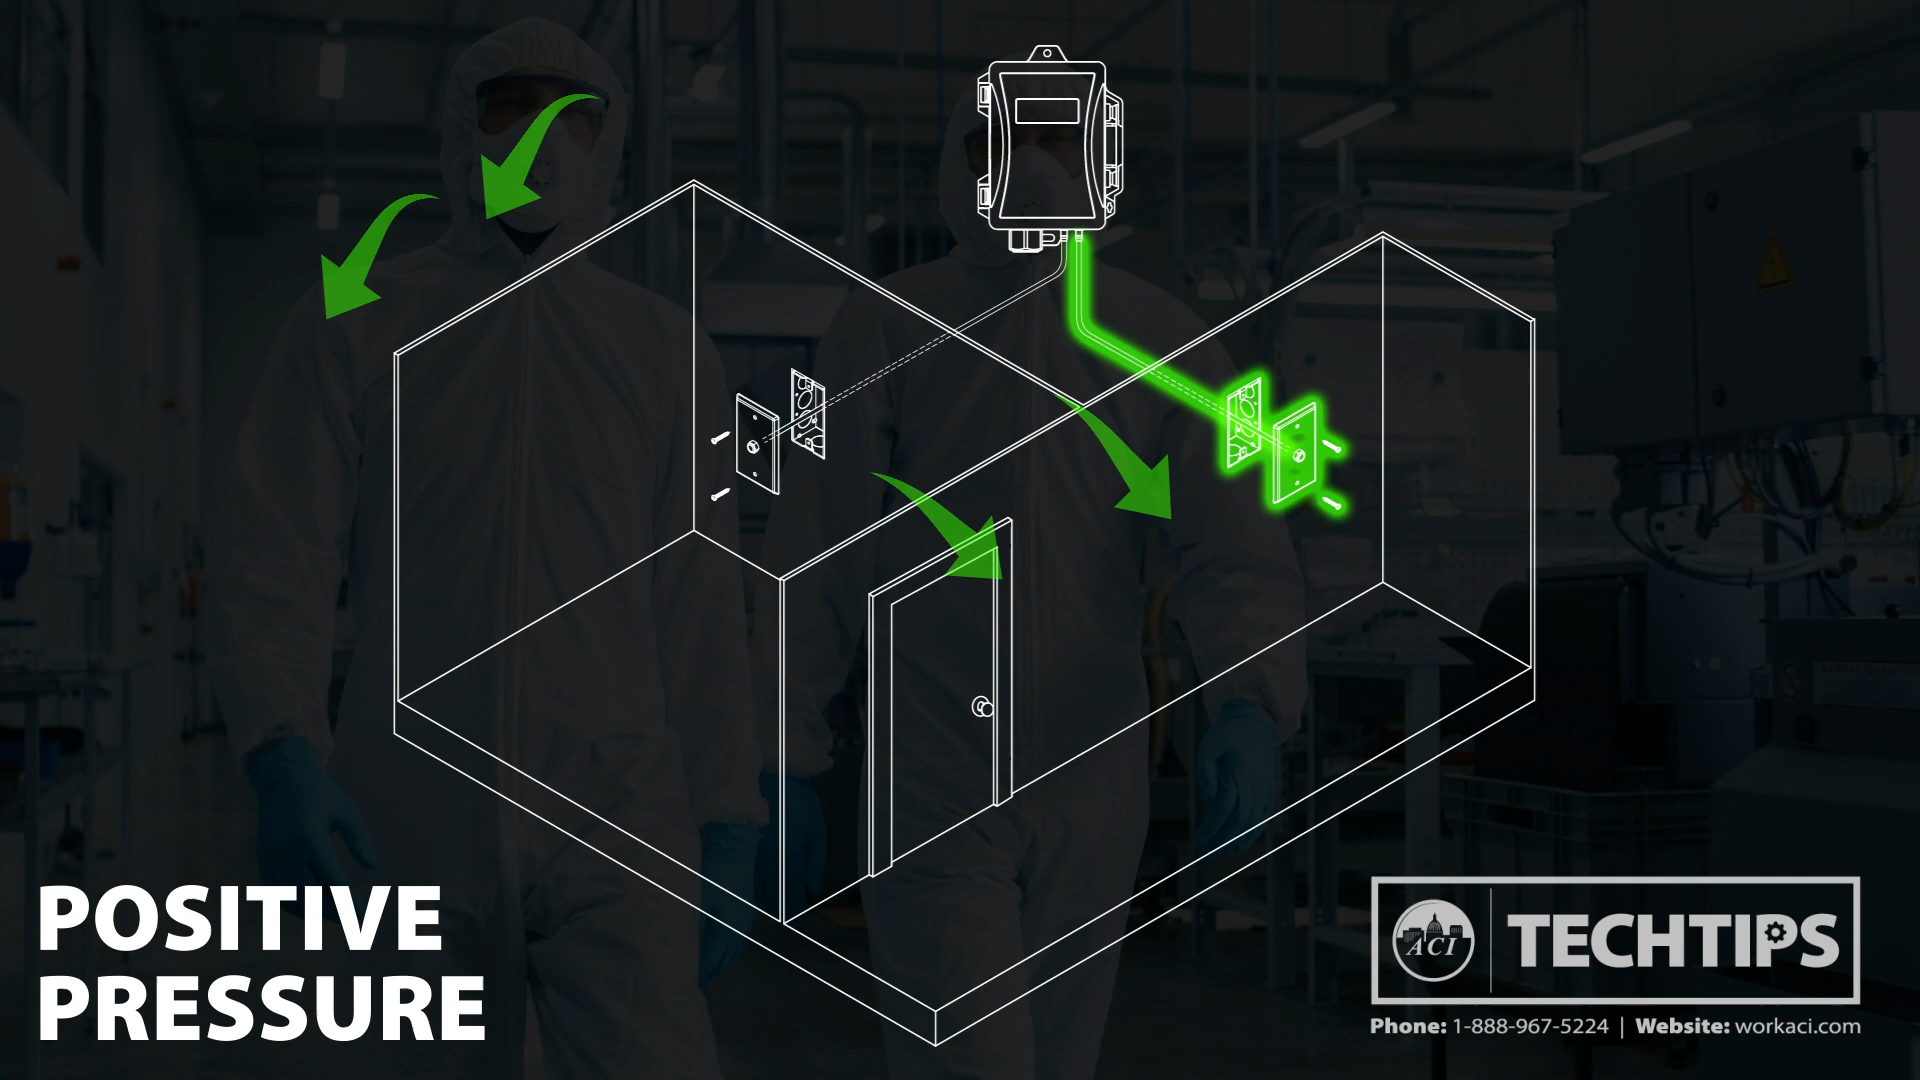 POSITIVE
PRESSURE
ACI
TECHTIPS
Phone: 1-888-967-5224 | Website: workaci.com